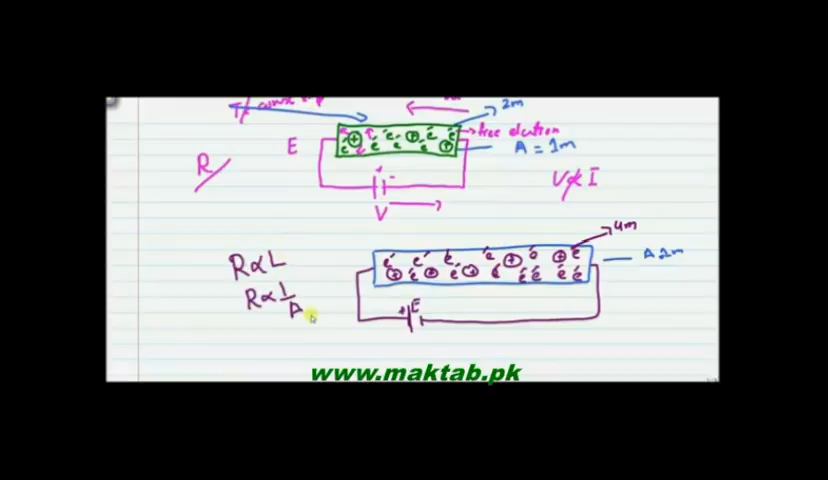 2m
free electron
E
A = 1m
R
V∝I
V
4m
R∝L
A 2m
R∝1/A
E
www.maktab.pk